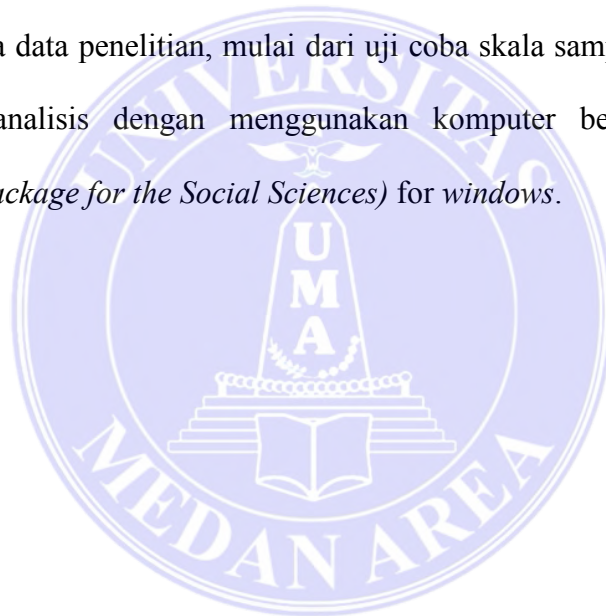 a data penelitian, mulai dari uji coba skala samp
analisis dengan menggunakan komputer be
ackage for the Social Sciences) for windows.
UNIVERSITAS
U
M
A
MEDAN AREA